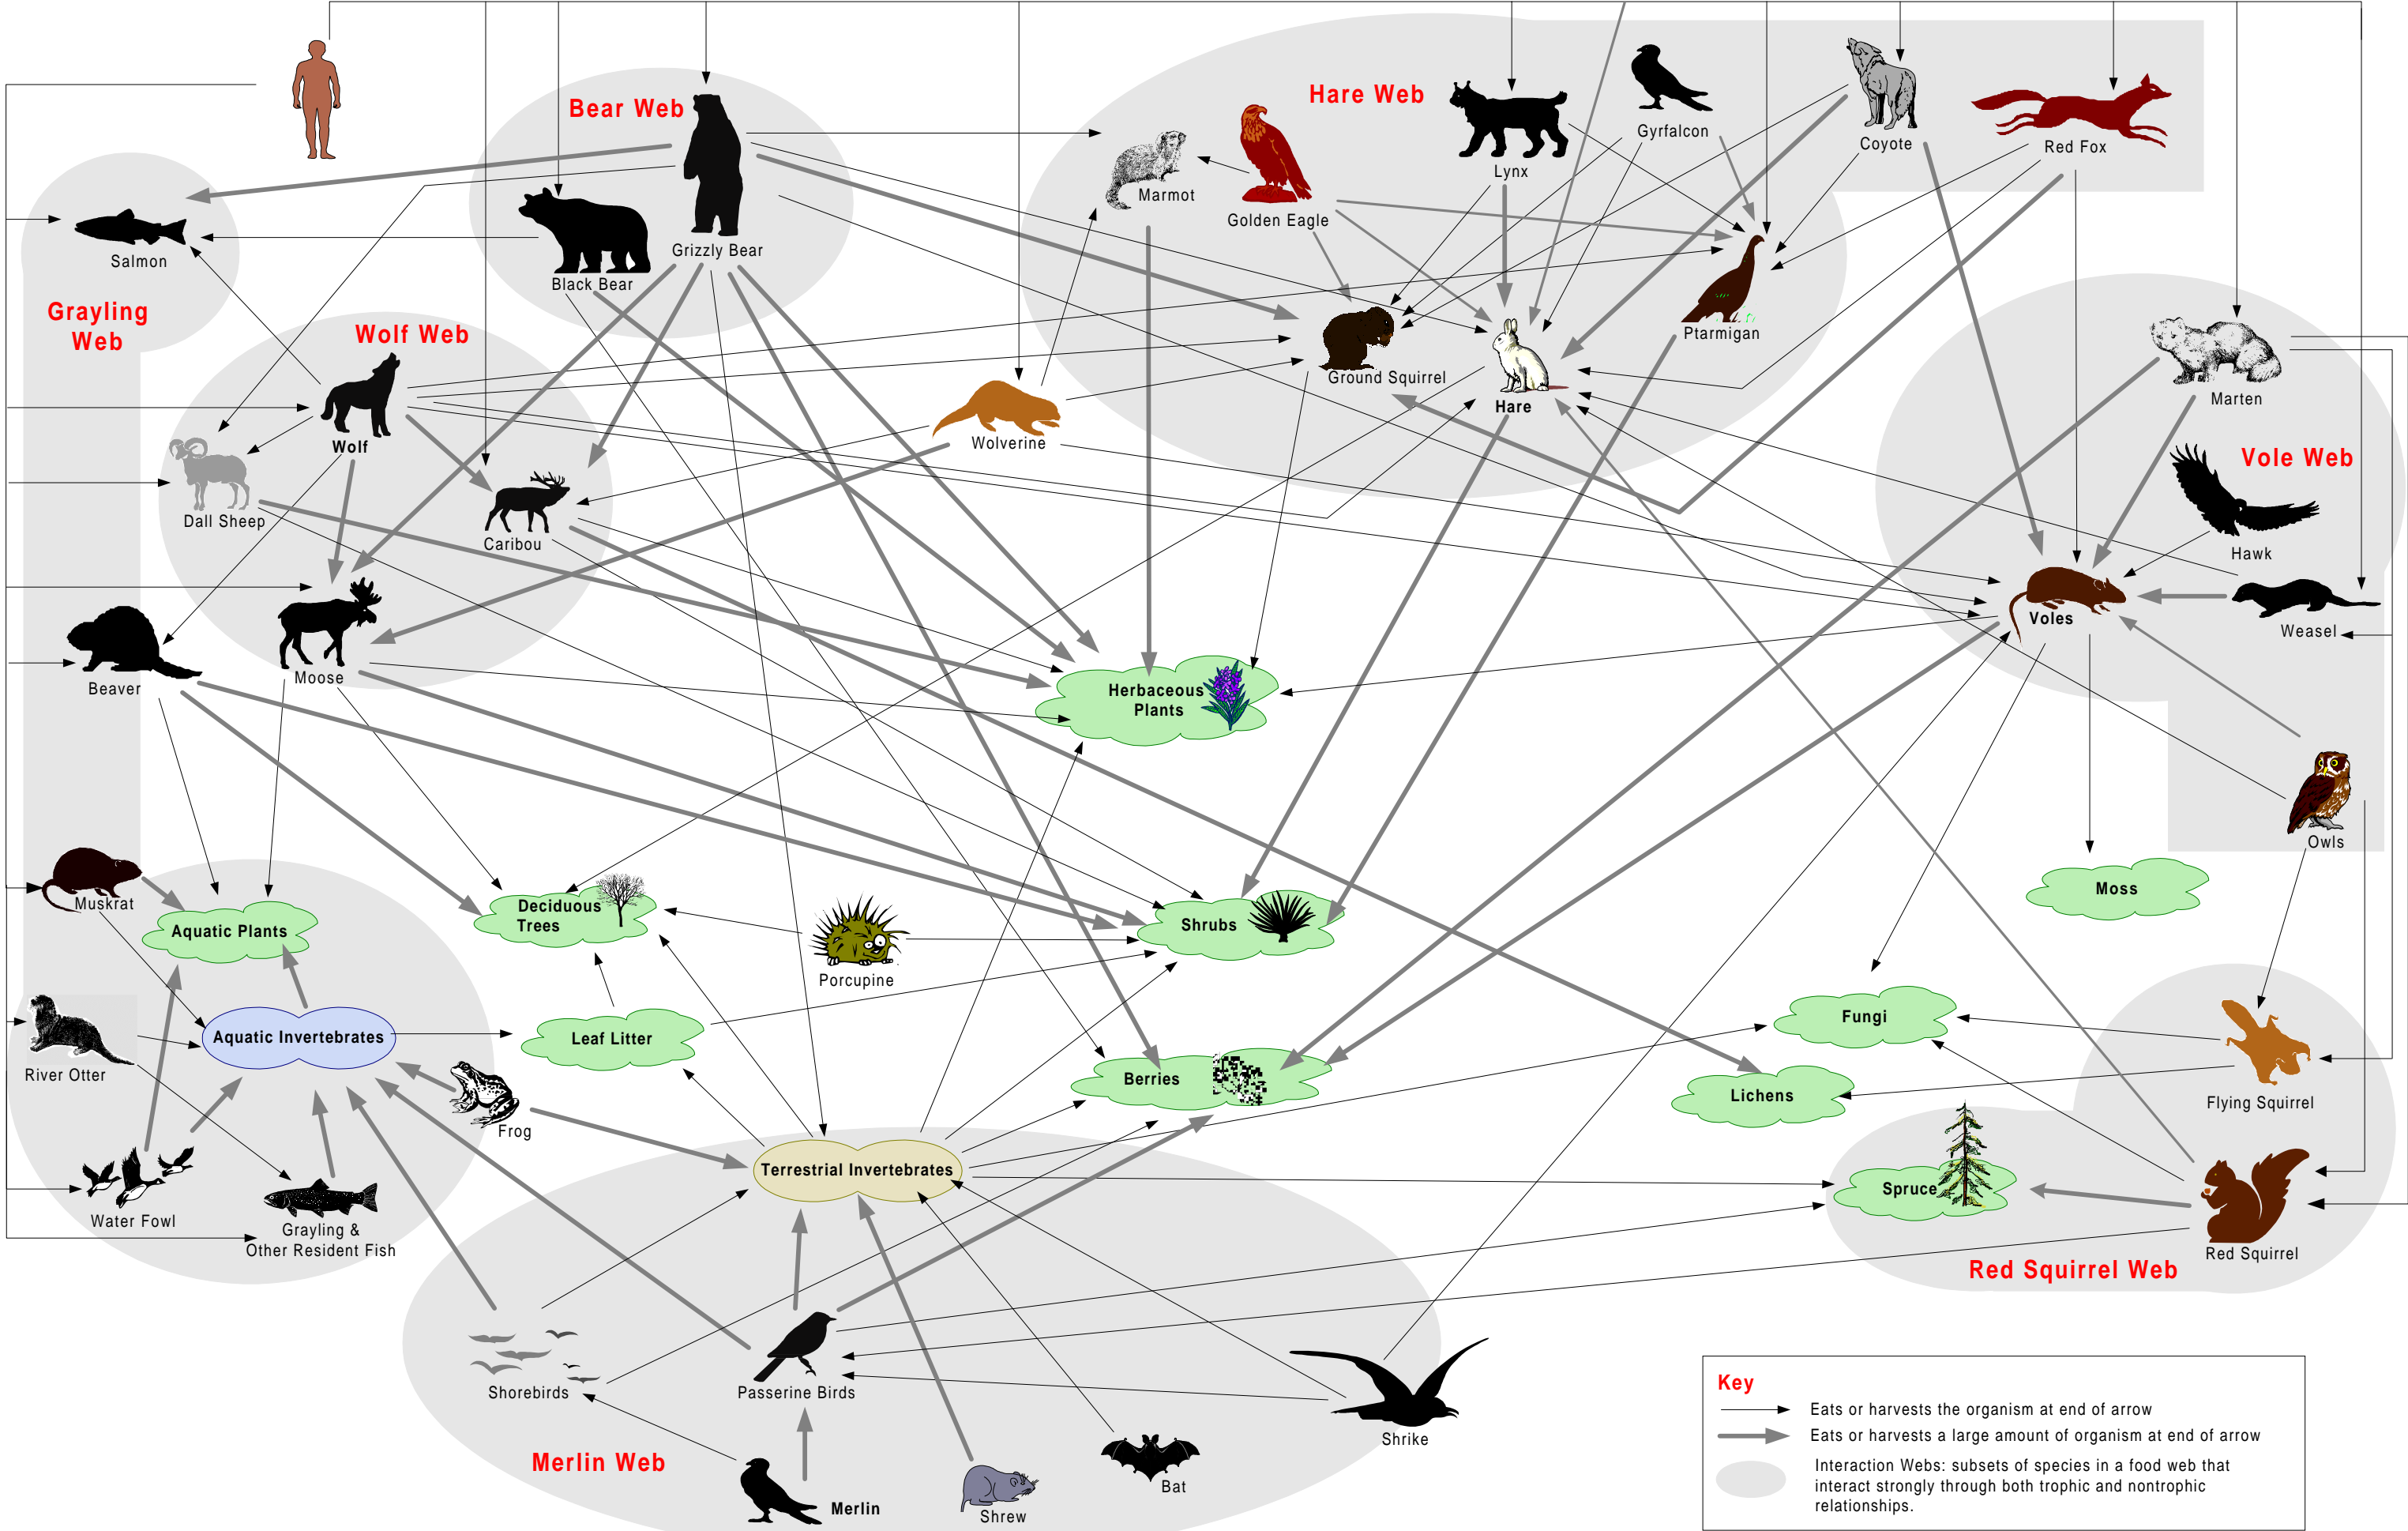 Bear Web
Hare Web
Gyrfalcon
Coyote
Red Fox
Lynx
Marmot
Golden Eagle
Salmon
Grizzly Bear
Black Bear
Grayling
Web
Wolf Web
Ptarmigan
Ground Squirrel
Hare
Marten
Wolf
Wolverine
Vole Web
Dall Sheep
Caribou
Hawk
Voles
Weasel
Beaver
Moose
Herbaceous
Plants
Owls
Moss
Muskrat
Aquatic Plants
Deciduous
Trees
Shrubs
Porcupine
Fungi
Aquatic Invertebrates
Leaf Litter
River Otter
Berries
Lichens
Flying Squirrel
Frog
Terrestrial Invertebrates
Spruce
Water Fowl
Grayling &
Other Resident Fish
Red Squirrel
Red Squirrel Web
Shorebirds
Passerine Birds
Shrike
Merlin Web
Bat
Merlin
Shrew
Key
Eats or harvests the organism at end of arrow
Eats or harvests a large amount of organism at end of arrow
Interaction Webs: subsets of species in a food web that
interact strongly through both trophic and nontrophic
relationships.